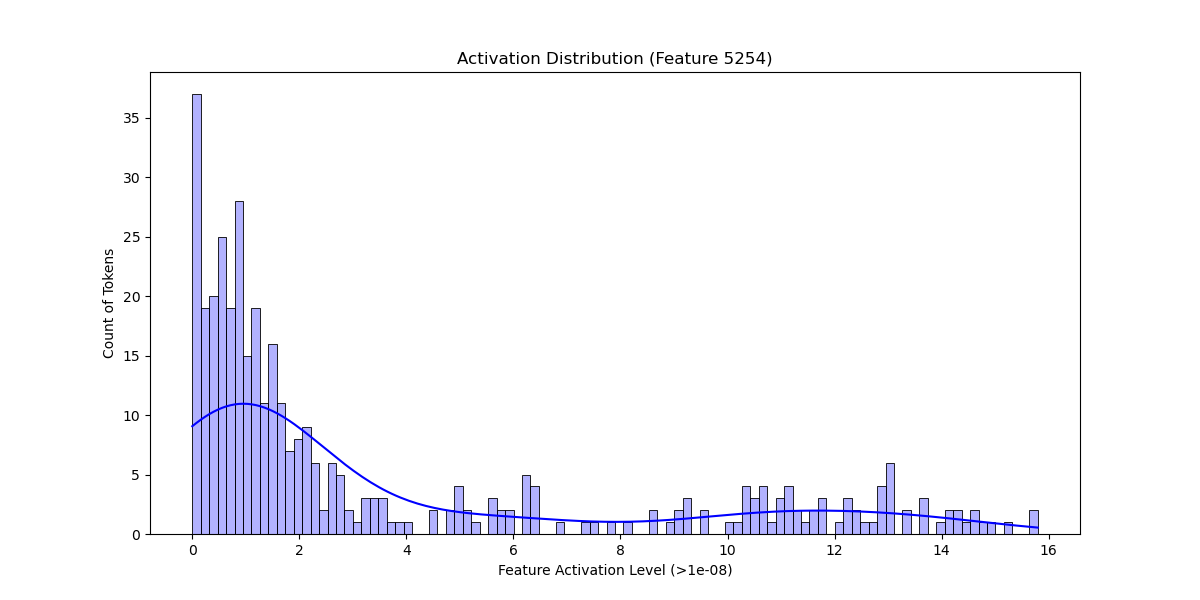 Activation Distribution (Feature 5254)
Count of Tokens
35
30
25
20
15
10
5
0
0 2 4 6 8 10 12 14 16
Feature Activation Level (>1e-08)